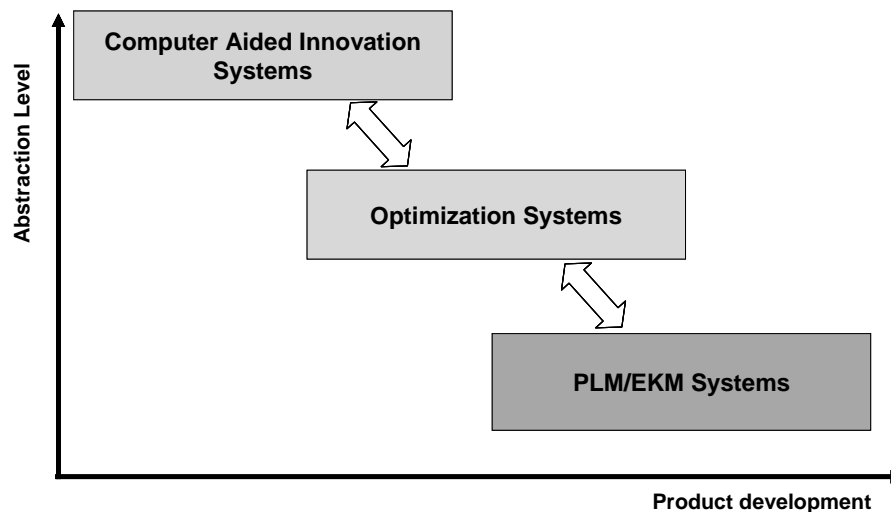 Computer Aided Innovation
Systems
Abstraction Level
Optimization Systems
PLM/EKM Systems
Product development